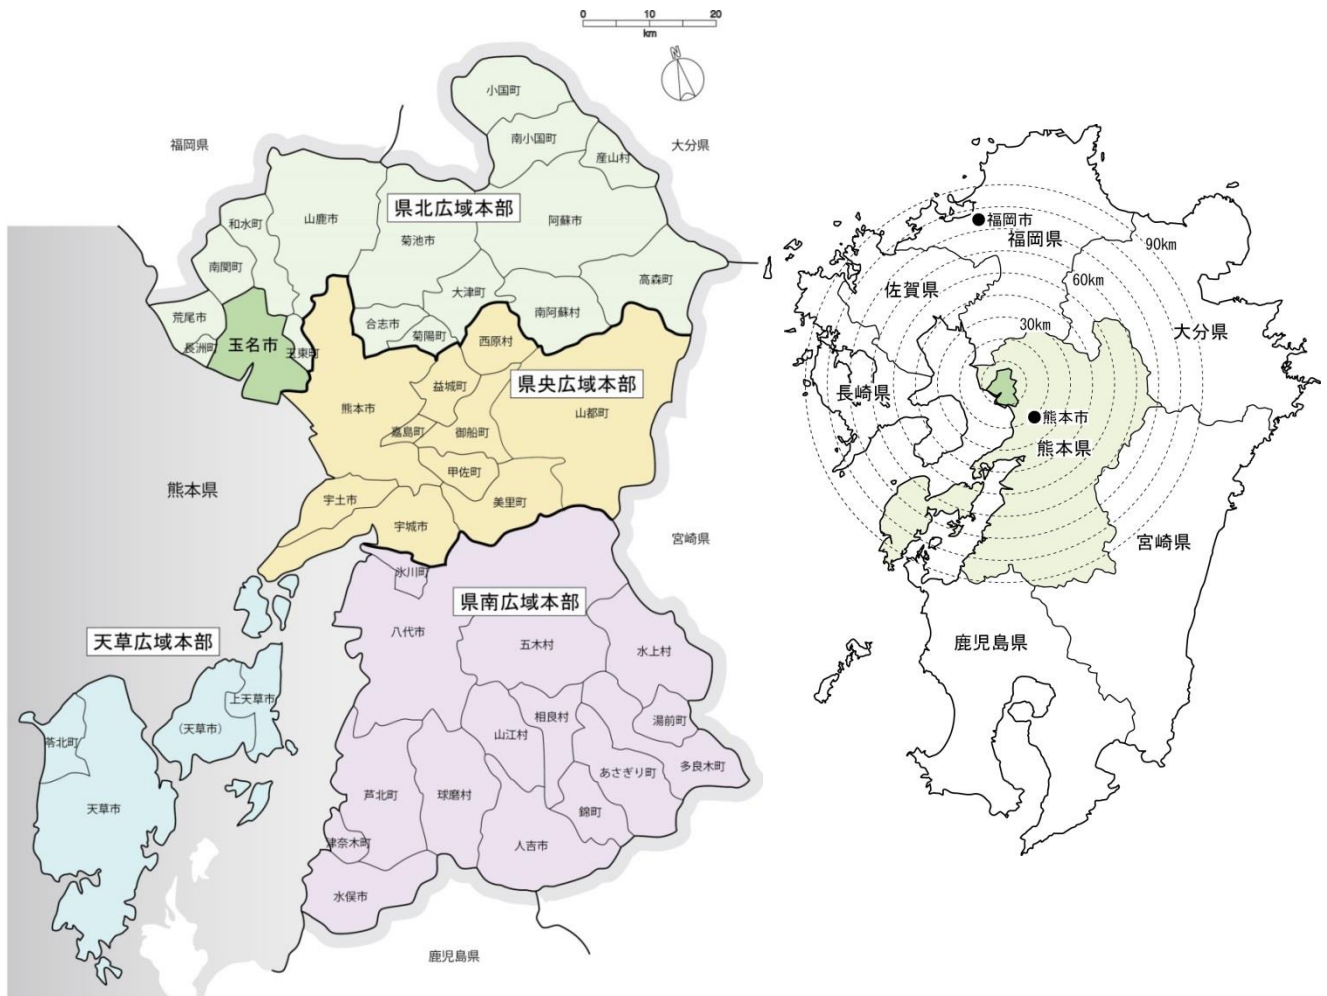 0 10 20
km
N
小国町
福岡県
南小国町
大分県
産山村
県北広域本部
和水町
山鹿市
阿蘇市
菊池市
南関町
高森町
大津町
荒尾市
南阿蘇村
合志市
菊陽町
長洲町
玉名市
玉東町
西原村
益城町
県央広域本部
熊本市
山都町
嘉島町
御船町
甲佐町
熊本県
宇土市
美里町
宇城市
宮崎県
氷川町
県南広域本部
八代市
天草広域本部
五木村
水上村
上天草市
(天草市)
相良村
湯前町
山江村
苓北町
あさぎり町
多良木町
芦北町
球磨村
天草市
錦町
津奈木町
人吉市
水俣市
鹿児島県
福岡市
福岡県
90km
60km
佐賀県
30km
大分県
長崎県
熊本市
熊本県
宮崎県
鹿児島県